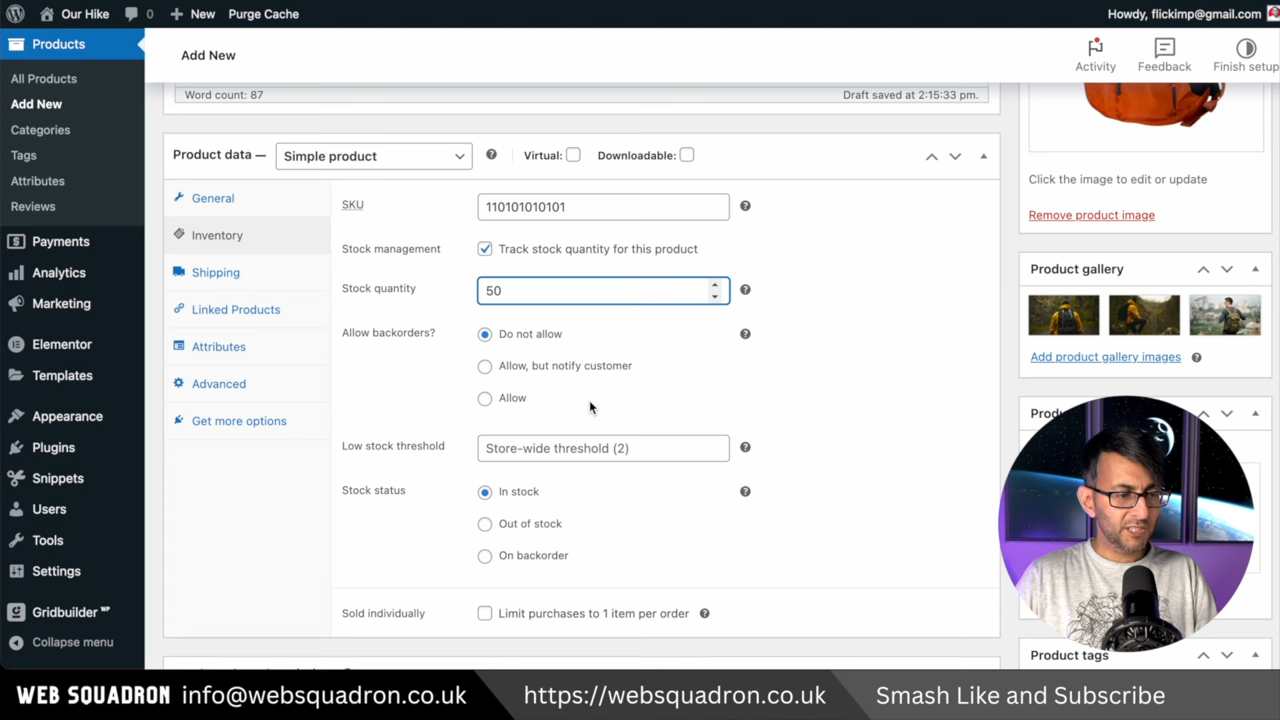 Our Hike
0
New
Purge Cache
Howdy, flickimp@gmail.com
Products
All Products
Add New
Categories
Tags
Attributes
Reviews
Payments
Analytics
Marketing
Elementor
Templates
Appearance
Plugins
Snippets
Users
Tools
Settings
Gridbuilder WP
Collapse menu
Add New
Activity
Feedback
Finish setup
Word count: 87
Draft saved at 2:15:33 pm.
Product data —
Simple product
Virtual:
Downloadable:
General
Inventory
Shipping
Linked Products
Attributes
Advanced
Get more options
SKU
110101010101
Stock management
Track stock quantity for this product
Stock quantity
50
Allow backorders?
Do not allow
Allow, but notify customer
Allow
Low stock threshold
Store-wide threshold (2)
Stock status
In stock
Out of stock
On backorder
Sold individually
Limit purchases to 1 item per order
Click the image to edit or update
Remove product image
Product gallery
Add product gallery images
Product tags
WEB SQUADRON
info@websquadron.co.uk
https://websquadron.co.uk
Smash Like and Subscribe